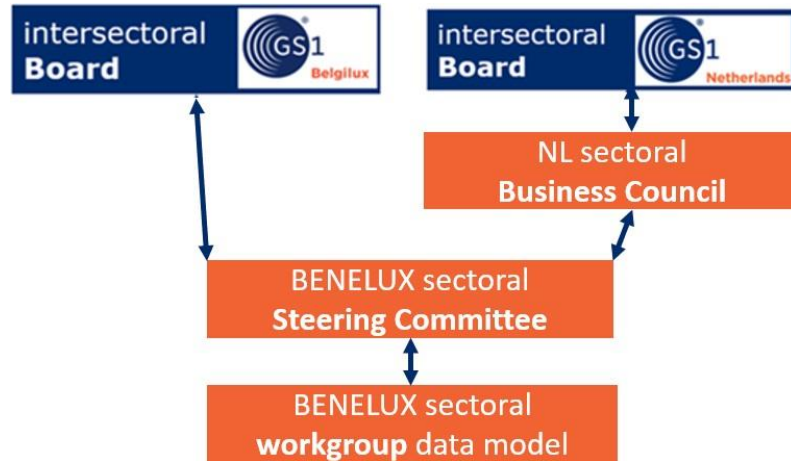 intersectoral
Board
GS1
Belgilux
intersectoral
Board
GS1
Netherlands
NL sectoral
Business Council
BENELUX sectoral
Steering Committee
BENELUX sectoral
workgroup data model